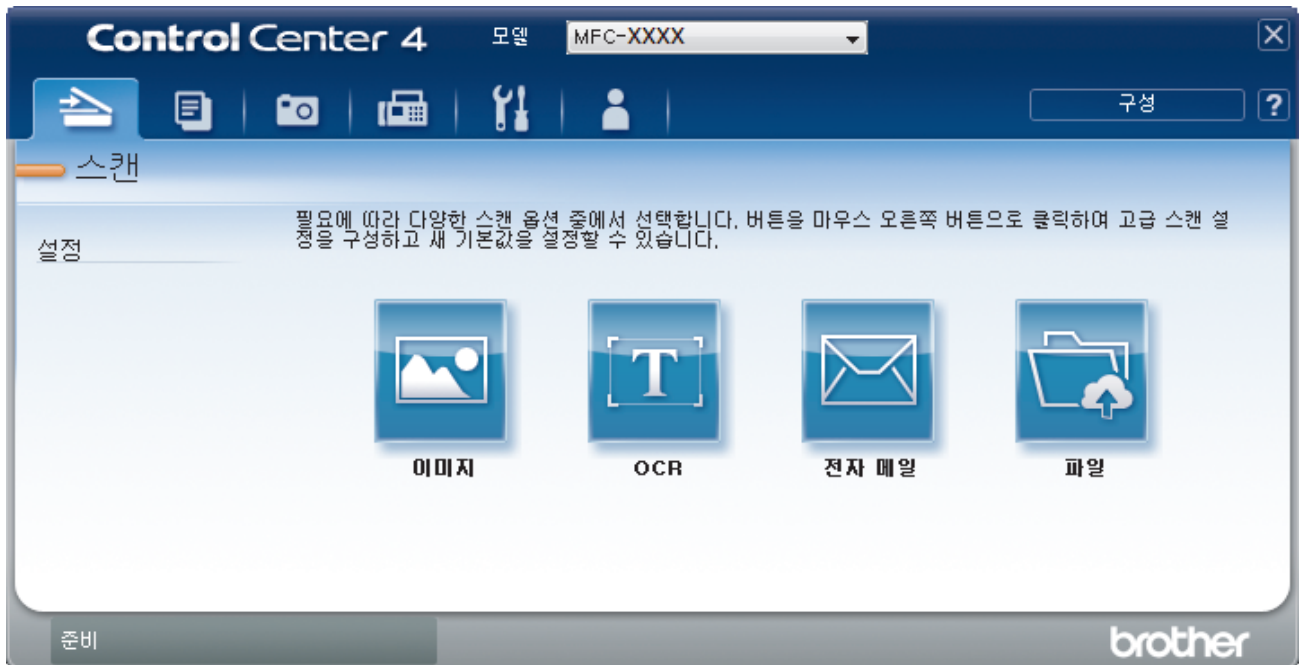 Control Center 4 모델 MFC-XXXX
구성 ?
스캔
설정
필요에 따라 다양한 스캔 옵션 중에서 선택합니다. 버튼을 마우스 오른쪽 버튼으로 클릭하여 고급 스캔 설
정을 구성하고 새 기본값을 설정할 수 있습니다.
T
이미지 OCR 전자 메일 파일
준비 brother